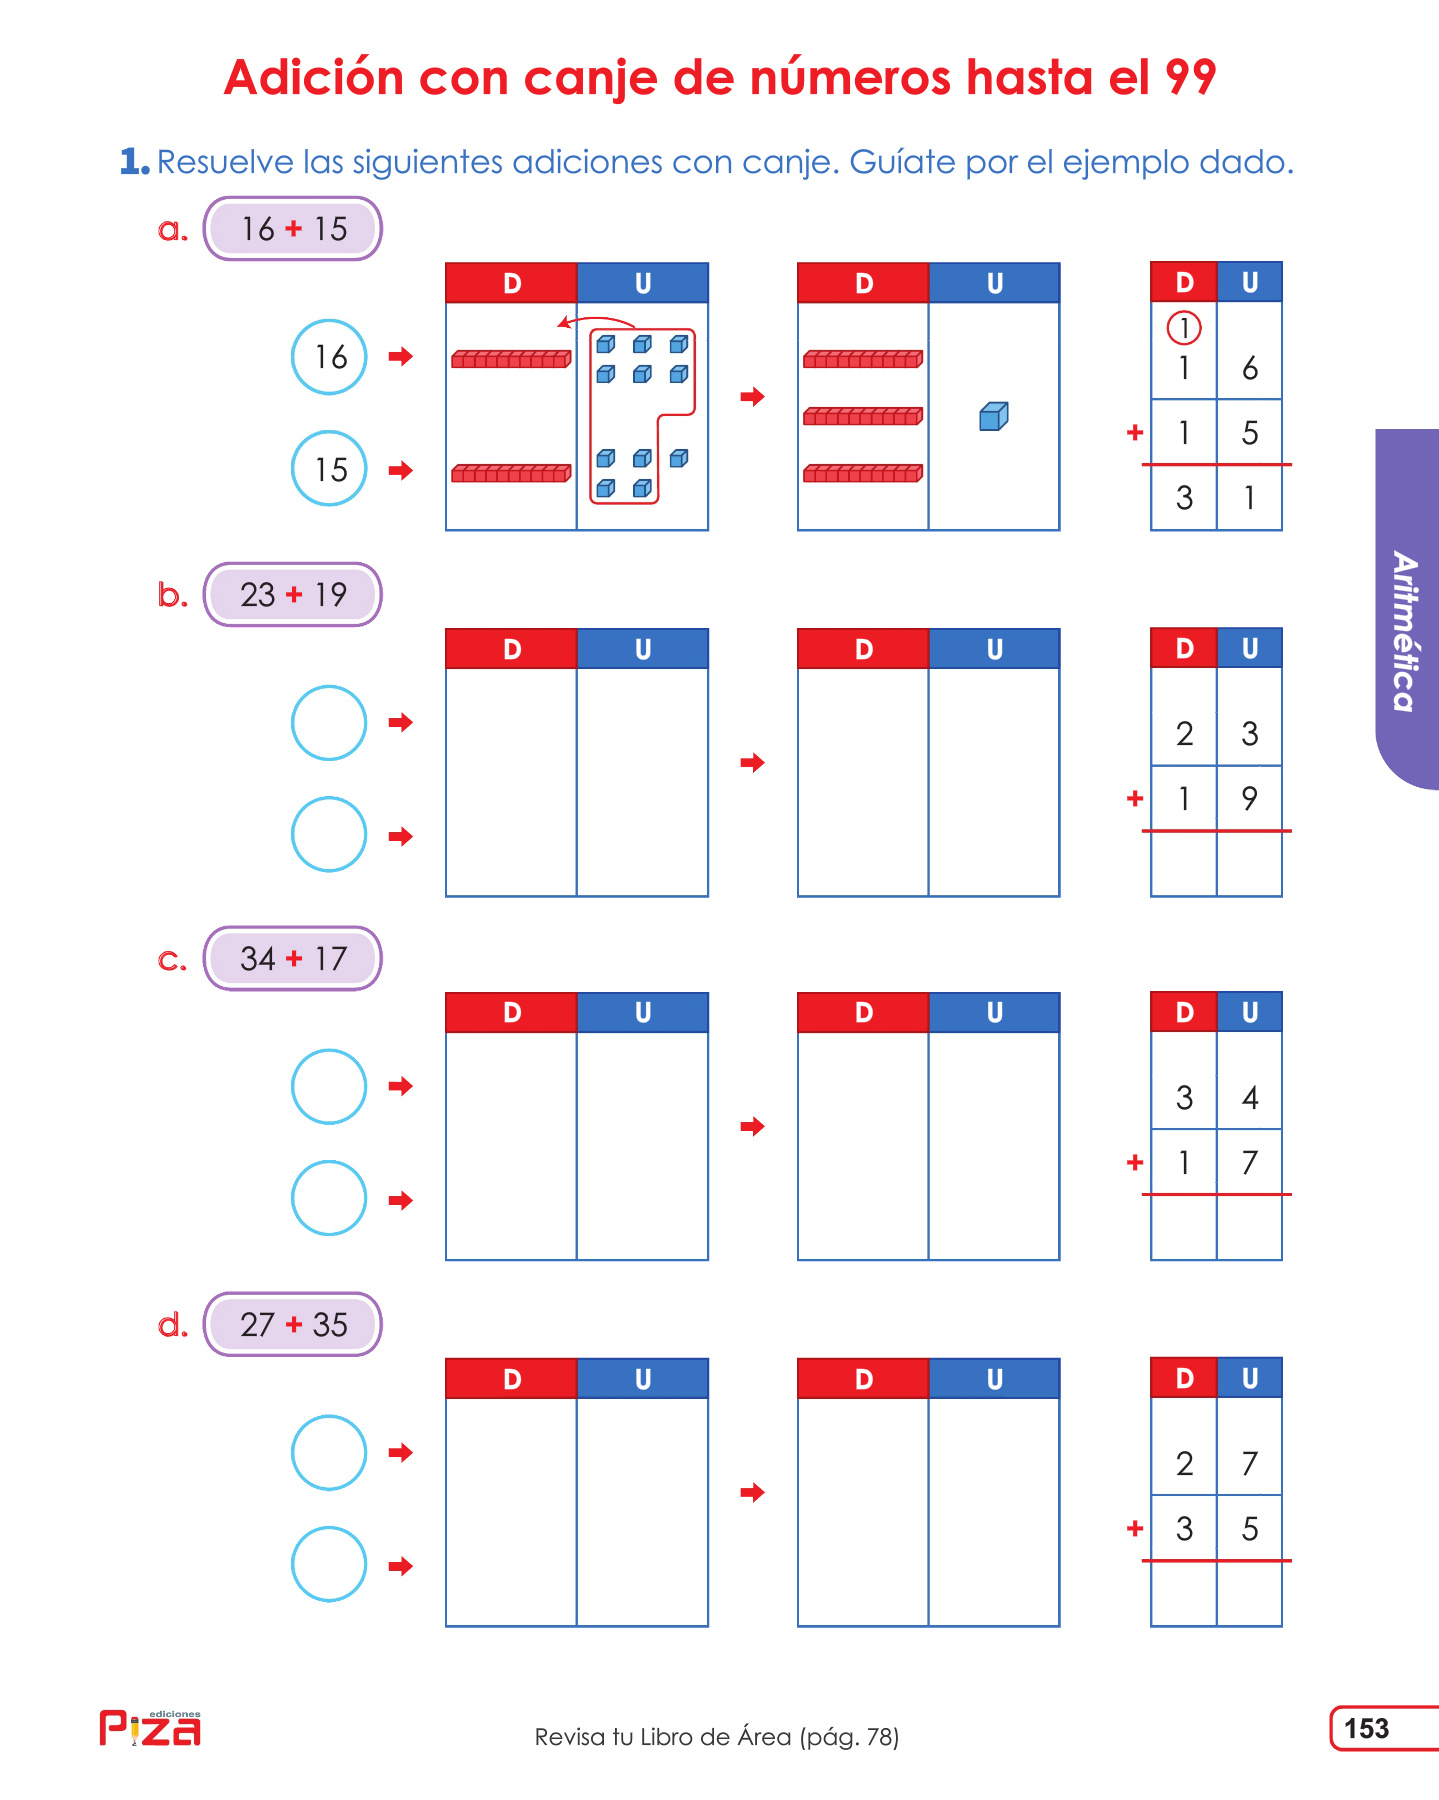 Adición con canje de números hasta el 99
1. Resuelve las siguientes adiciones con canje. Guíate por el ejemplo dado.
a. 16 + 15
D U
D U
D U
16
15
1
1 6
+ 1 5
3 1
b. 23 + 19
D U
D U
D U
2 3
+ 1 9
c. 34 + 17
D U
D U
D U
3 4
+ 1 7
d. 27 + 35
D U
D U
D U
2 7
+ 3 5
Aritmética
ediciones
Piza
Revisa tu Libro de Área (pág. 78)
153